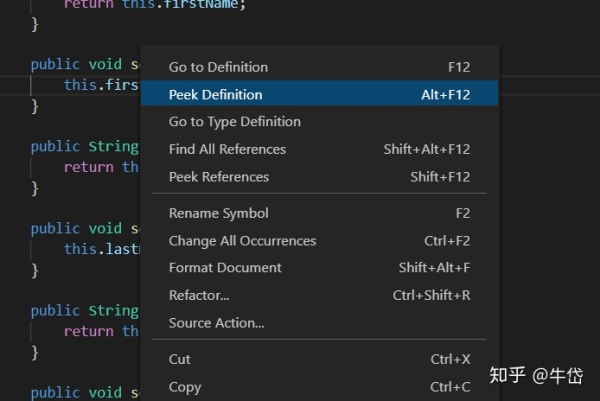 return this.firstName;
}
public void s
this.firs
}
public String
return th
}
public void s
this.last
}
public String
return th
}
public void s
Go to Definition F12
Peek Definition Alt+F12
Go to Type Definition
Find All References Shift+Alt+F12
Peek References Shift+F12
Rename Symbol F2
Change All Occurrences Ctrl+F2
Format Document Shift+Alt+F
Refactor... Ctrl+Shift+R
Source Action...
Cut Ctrl+X
Copy Ctrl+C
知乎 @牛岱